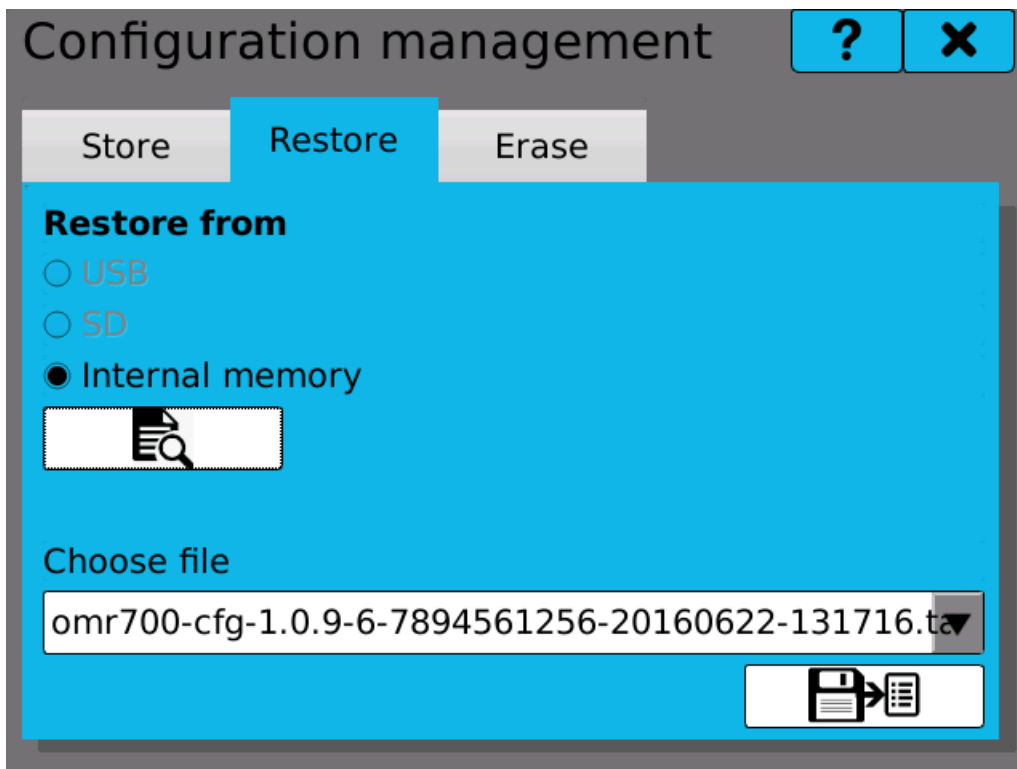 Configuration management
?
Store
Restore
Erase
Restore from
USB
SD
Internal memory
Choose file
omr700-cfg-1.0.9-6-7894561256-20160622-131716.ta